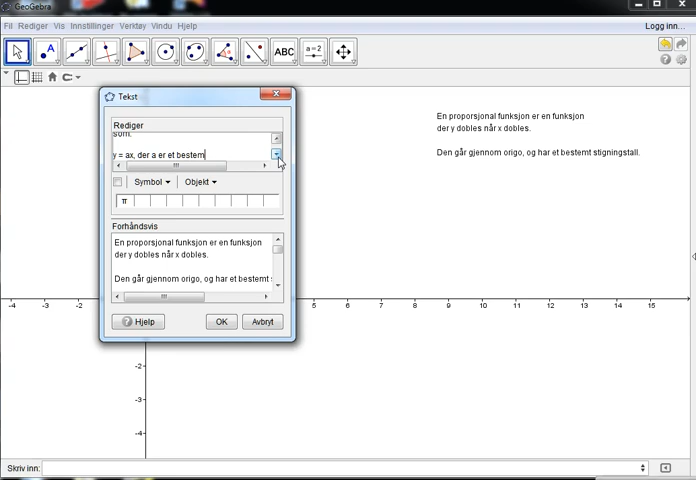 GeoGebra
Fil Rediger Vis Innstillinger Verktøy Vindu Hjelp Logg inn...
A ABC a=2
En proporsjonal funksjon er en funksjon
der y dobles når x dobles.
Den går gjennom origo, og har et bestemt stigningstall.
Tekst
Rediger
som:
y = ax, der a er et bestem
Symbol Objekt
π
Forhåndsvis
En proporsjonal funksjon er en funksjon
der y dobles når x dobles.
Den går gjennom origo, og har et bestemt
-4 -3 -2 5 6 7 8 9 10 11 12 13 14 15
Hjelp OK Avbryt
-2
-3
-4
Skriv inn: